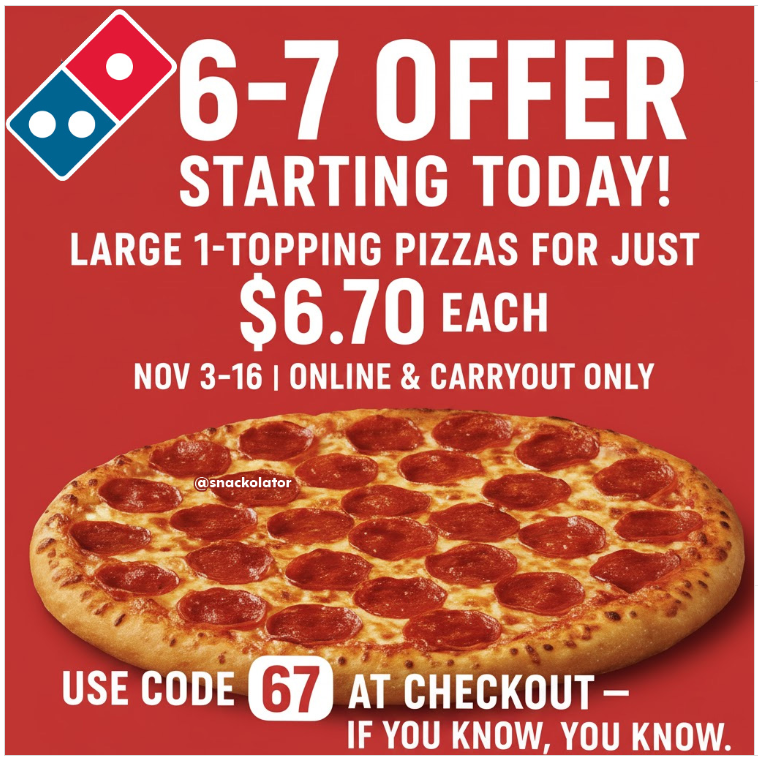 6-7 OFFER
STARTING TODAY!
LARGE 1-TOPPING PIZZAS FOR JUST
$6.70 EACH
NOV 3-16 | ONLINE & CARRYOUT ONLY
@snackolator
USE CODE 67 AT CHECKOUT –
IF YOU KNOW, YOU KNOW.